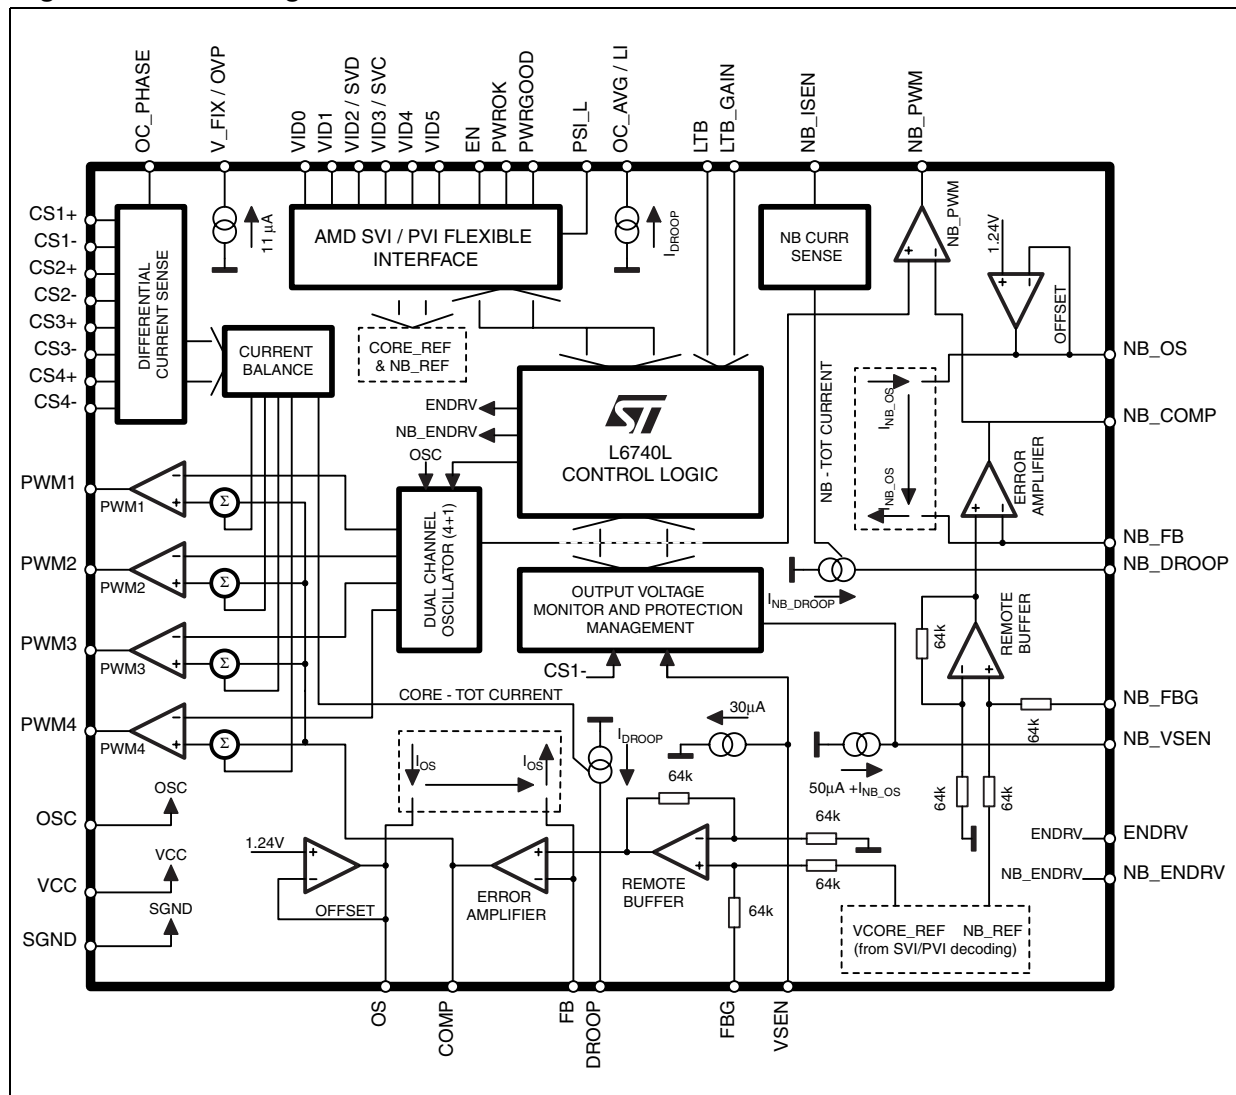 OC_PHASE
V_FIX / OVP
VID0
VID1
VID2 / SVD
VID3 / SVC
VID4
VID5
EN
PWROK
PWRGOOD
PSI_L
OC_AVG / LI
LTB
LTB_GAIN
NB_ISEN
NB_PWM
CS1+
CS1-
CS2+
CS2-
CS3+
CS3-
CS4+
CS4-
DIFFERENTIAL
CURRENT SENSE
11 µA
AMD SVI / PVI FLEXIBLE
INTERFACE
IDROOP
NB CURR
SENSE
NB_PWM
1.24V
OFFSET
CURRENT
BALANCE
CORE_REF
& NB_REF
ENDRV
NB_ENDRV
OSC
ST
L6740L
CONTROL LOGIC
NB - TOT CURRENT
INB_OS
INB_OS
ERROR
AMPLIFIER
NB_OS
NB_COMP
NB_FB
NB_DROOP
PWM1
PWM1
Σ
PWM2
PWM2
Σ
PWM3
PWM3
Σ
PWM4
PWM4
Σ
DUAL CHANNEL
OSCILLATOR (4+1)
OUTPUT VOLTAGE
MONITOR AND PROTECTION
MANAGEMENT
CS1-
INB_DROOP
64k
REMOTE
BUFFER
NB_FBG
64k
NB_VSEN
CORE - TOT CURRENT
IDROOP
30µA
50µA +INB_OS
64k
64k
IOS
IOS
64k
64k
64k
64k
OSC
OSC
VCC
VCC
SGND
SGND
1.24V
OFFSET
ERROR
AMPLIFIER
REMOTE
BUFFER
ENDRV
ENDRV
NB_ENDRV
NB_ENDRV
VCORE_REF NB_REF
(from SVI/PVI decoding)
OS
COMP
FB
DROOP
FBG
VSEN